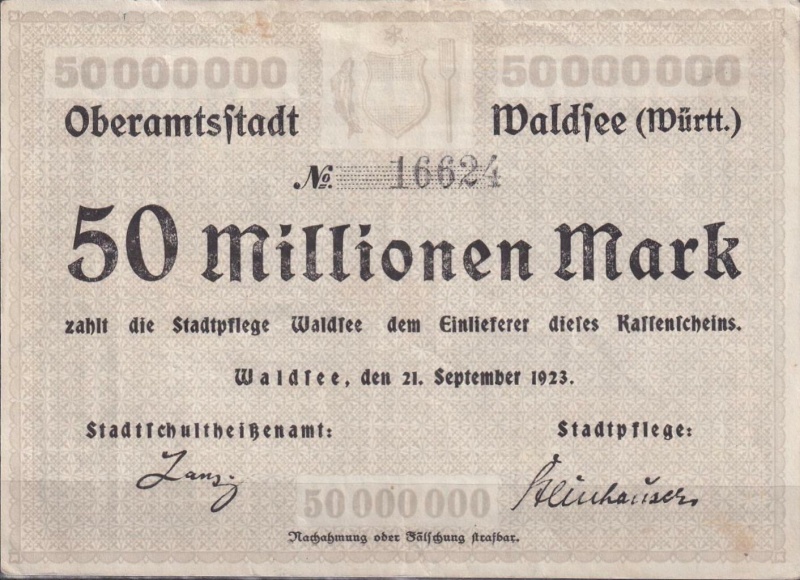 50000000 50000000
Oberamtsſtadt Waldſee (Württ.)
No. 16624
50 Millionen Mark
zahlt die Stadtpflege Waldſee dem Einlieferer dieſes Kaſſenſcheins.
Waldſee, den 21. September 1923.
Stadtſchultheißenamt: Stadtpflege:
Lanz
50000000
Nachahmung oder Fälſchung ſtrafbar.